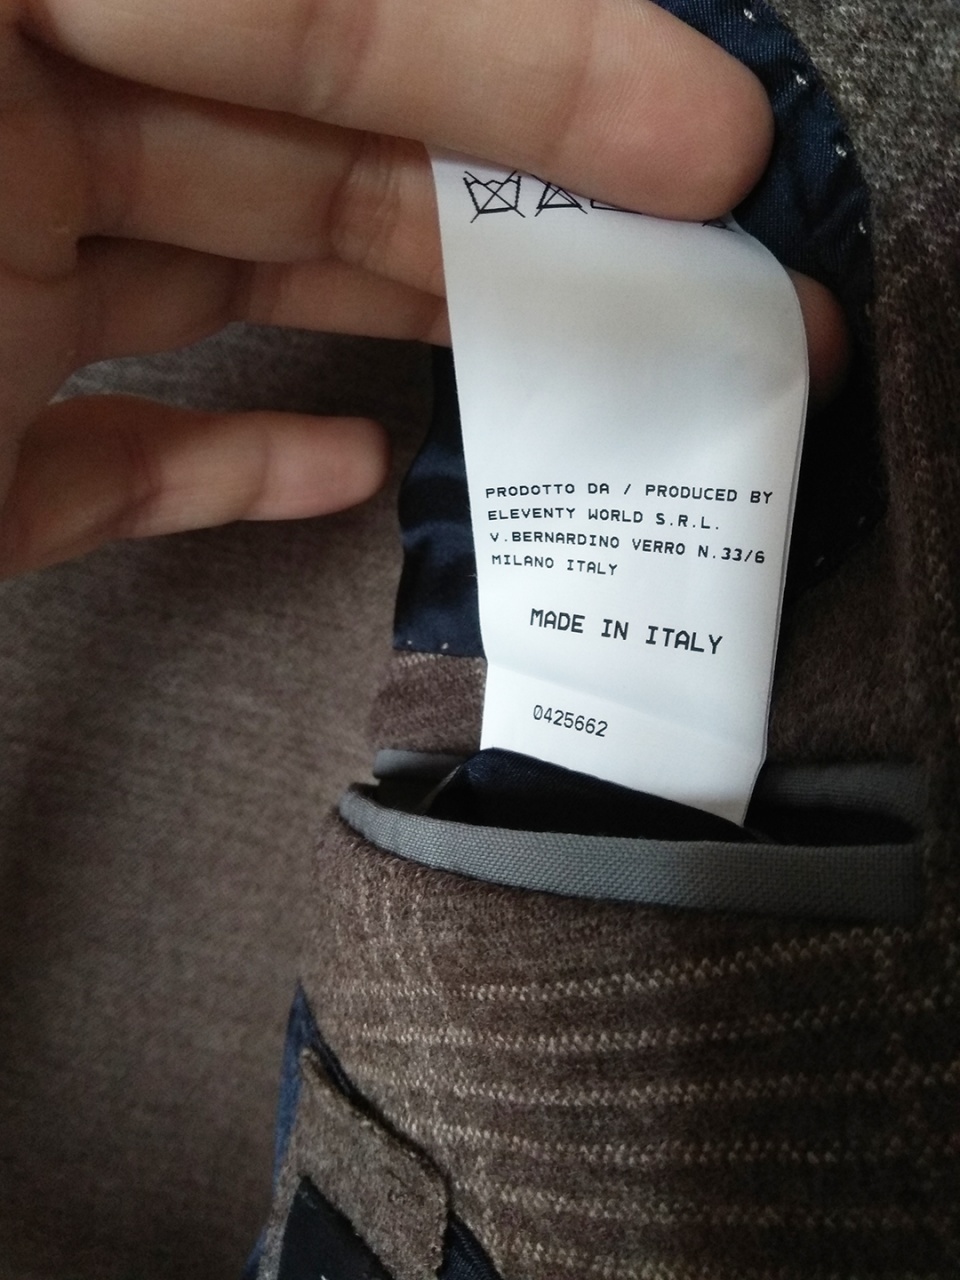 PRODOTTO DA / PRODUCED BY
ELEVENTY WORLD S.R.L.
V.BERNARDINO VERRO N.33/6
MILANO ITALY
MADE IN ITALY
0425662